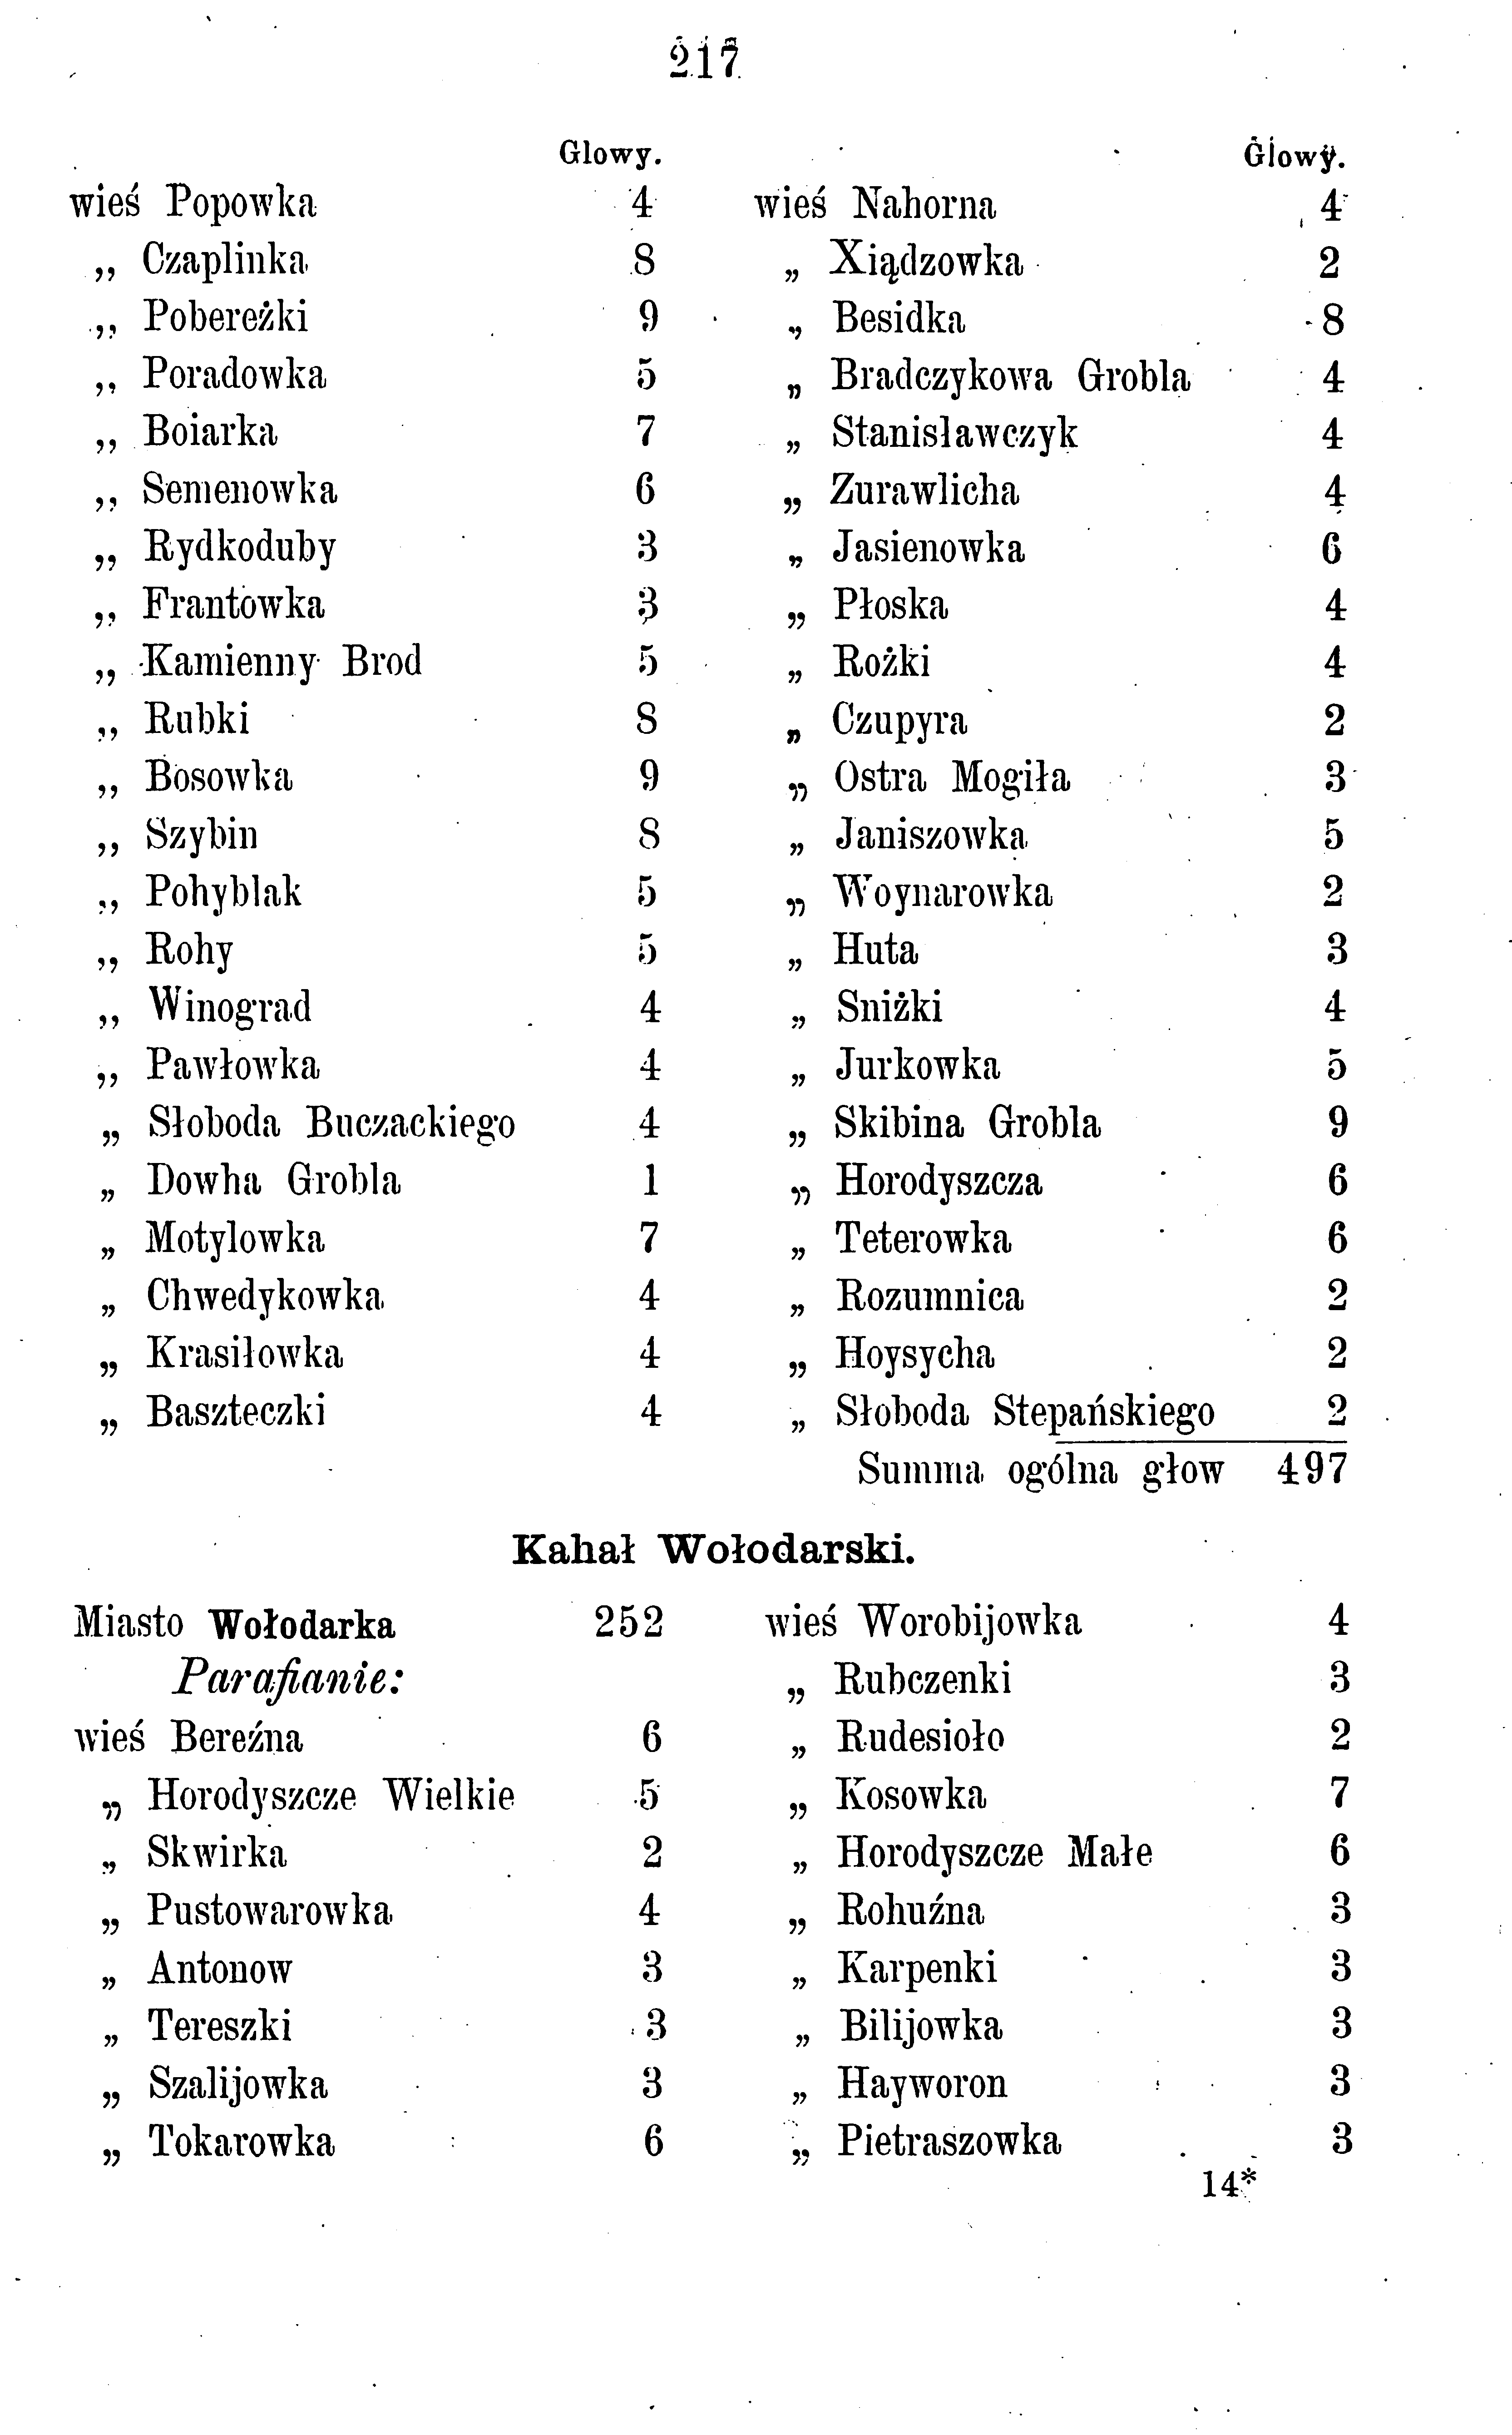 217
Glowy.
wieś Popowka 4
,, Czaplinka 8
,, Pobereżki 9
,, Poradowka 5
,, Boiarka 7
,, Semenowka 6
,, Rydkoduby 3
,, Frantowka 3
,, Kamienny Brod 5
,, Rubki 8
,, Bosowka 9
,, Szybin 8
,, Pohyblak 5
,, Rohy 5
,, Winograd 4
,, Pawłowka 4
„ Słoboda Buczackiego 4
„ Dowha Grobla 1
„ Motylowka 7
„ Chwedykowka 4
„ Krasiłowka 4
„ Baszteczki 4
Glowy.
wieś Nahorna 4
„ Xiądzowka 2
„ Besidka 8
„ Bradczykowa Grobla 4
„ Stanislawczyk 4
„ Zurawlicha 4
„ Jasienowka 6
„ Płoska 4
„ Rożki 4
„ Czupyra 2
„ Ostra Mogiła 3
„ Janiszowka 5
„ Woynarowka 2
„ Huta 3
„ Sniżki 4
„ Jurkowka 5
„ Skibina Grobla 9
„ Horodyszcza 6
„ Teterowka 6
„ Rozumnica 2
„ Hoysycha 2
„ Słoboda Stepańskiego 2
Summa ogólna głow 497
Kahał Wołodarski.
Miasto Wołodarka 252
Parafianie:
wieś Bereźna 6
„ Horodyszcze Wielkie 5
„ Skwirka 2
„ Pustowarowka 4
„ Antonow 3
„ Tereszki 3
„ Szalijowka 3
„ Tokarowka 6
wieś Worobijowka 4
„ Rubczenki 3
„ Rudesioło 2
„ Kosowka 7
„ Horodyszcze Małe 6
„ Rohuźna 3
„ Karpenki 3
„ Bilijowka 3
„ Hayworon 3
„ Pietraszowka 3
14*